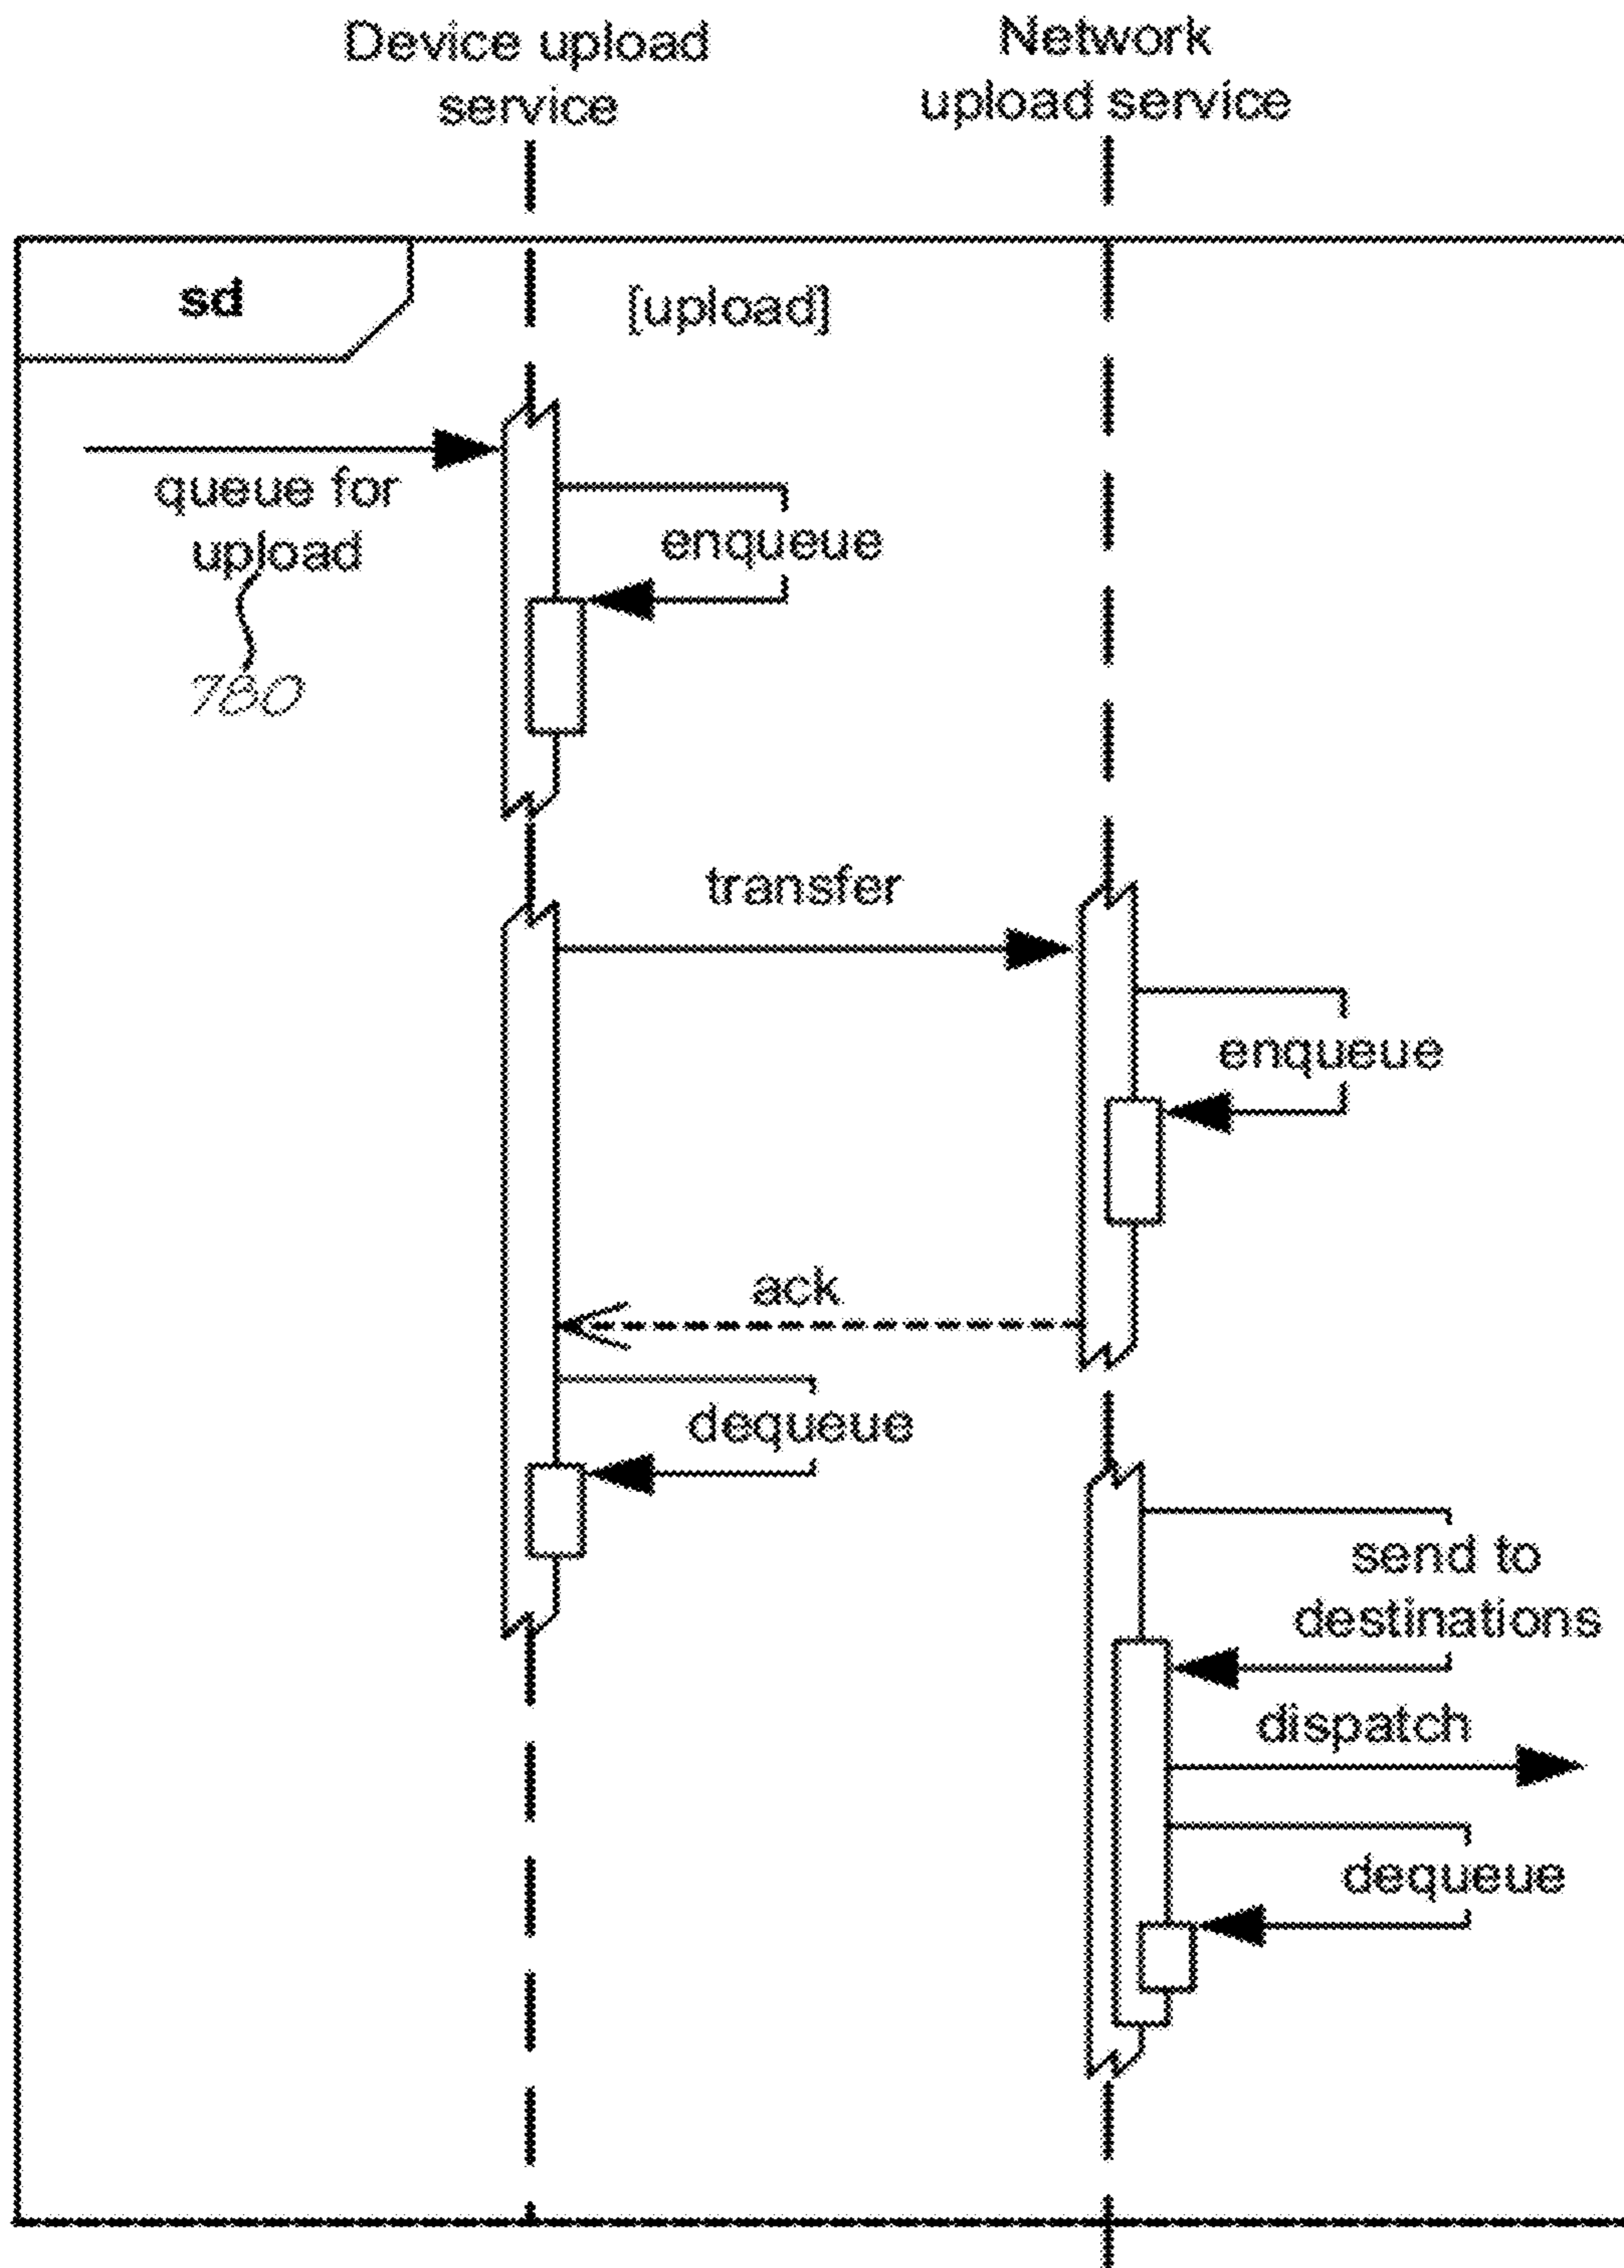 Device upload
service
Network
upload service
sd
[upload]
queue for
upload
780
enqueue
transfer
enqueue
ack
dequeue
send to
destinations
dispatch
dequeue